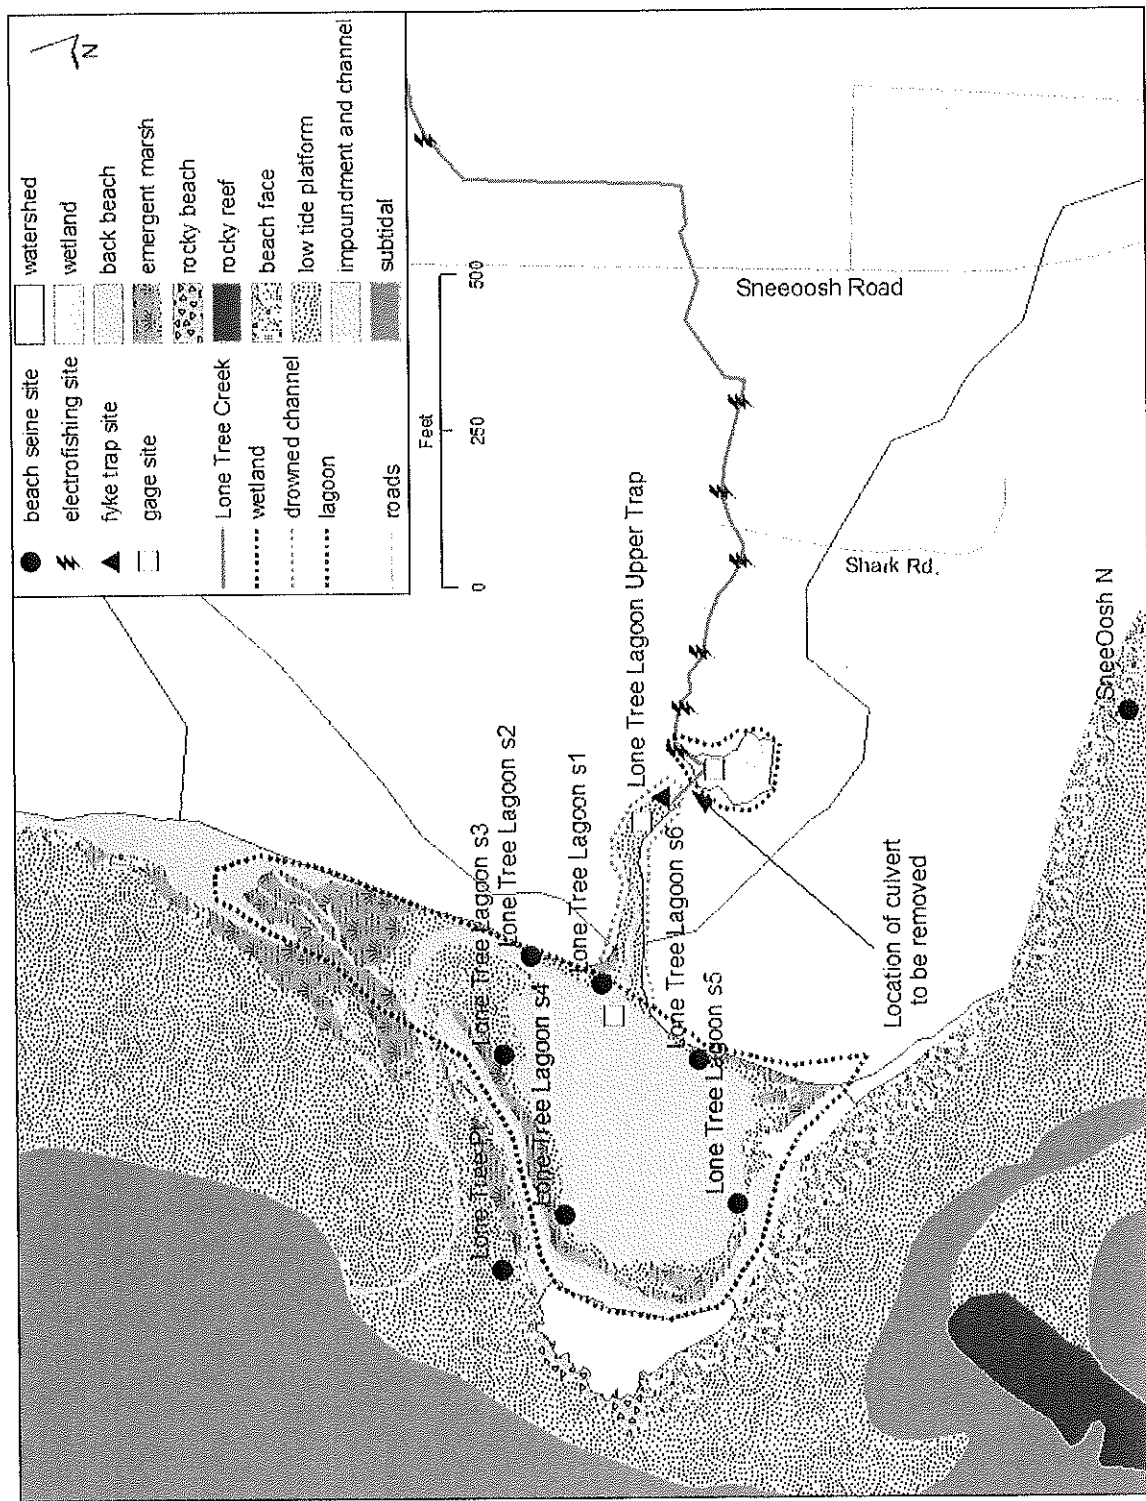 beach seine site
electrofishing site
fyke trap site
gage site
Lone Tree Creek
wetland
drowned channel
lagoon
roads
watershed
wetland
back beach
emergent marsh
rocky beach
rocky reef
beach face
low tide platform
impoundment and channel
subtidal
N
Feet
0
250
500
Lone Tree Pt
Lone Tree Lagoon s4
Lone Tree Lagoon s3
Lone Tree Lagoon s2
Lone Tree Lagoon s1
Lone Tree Lagoon Upper Trap
Lone Tree Lagoon s6
Lone Tree Lagoon s5
Location of culvert
to be removed
Sneeoosh Road
Shark Rd.
SneeOosh N